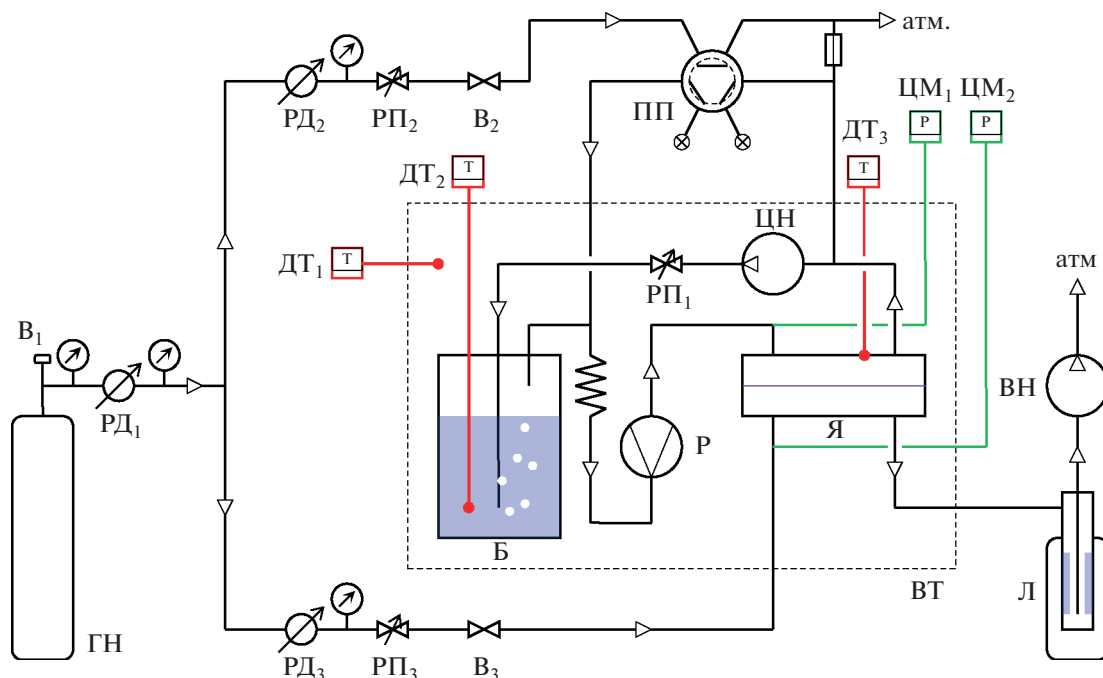 атм.
ЦМ₁
ЦМ₂
P
P
РД₂
РП₂
В₂
ПП
ДТ₃
T
ДТ₂
T
ДТ₁
T
ЦН
РП₁
атм
В₁
РД₁
ВН
Р
Я
Б
ВТ
Л
ГН
РД₃
РП₃
В₃